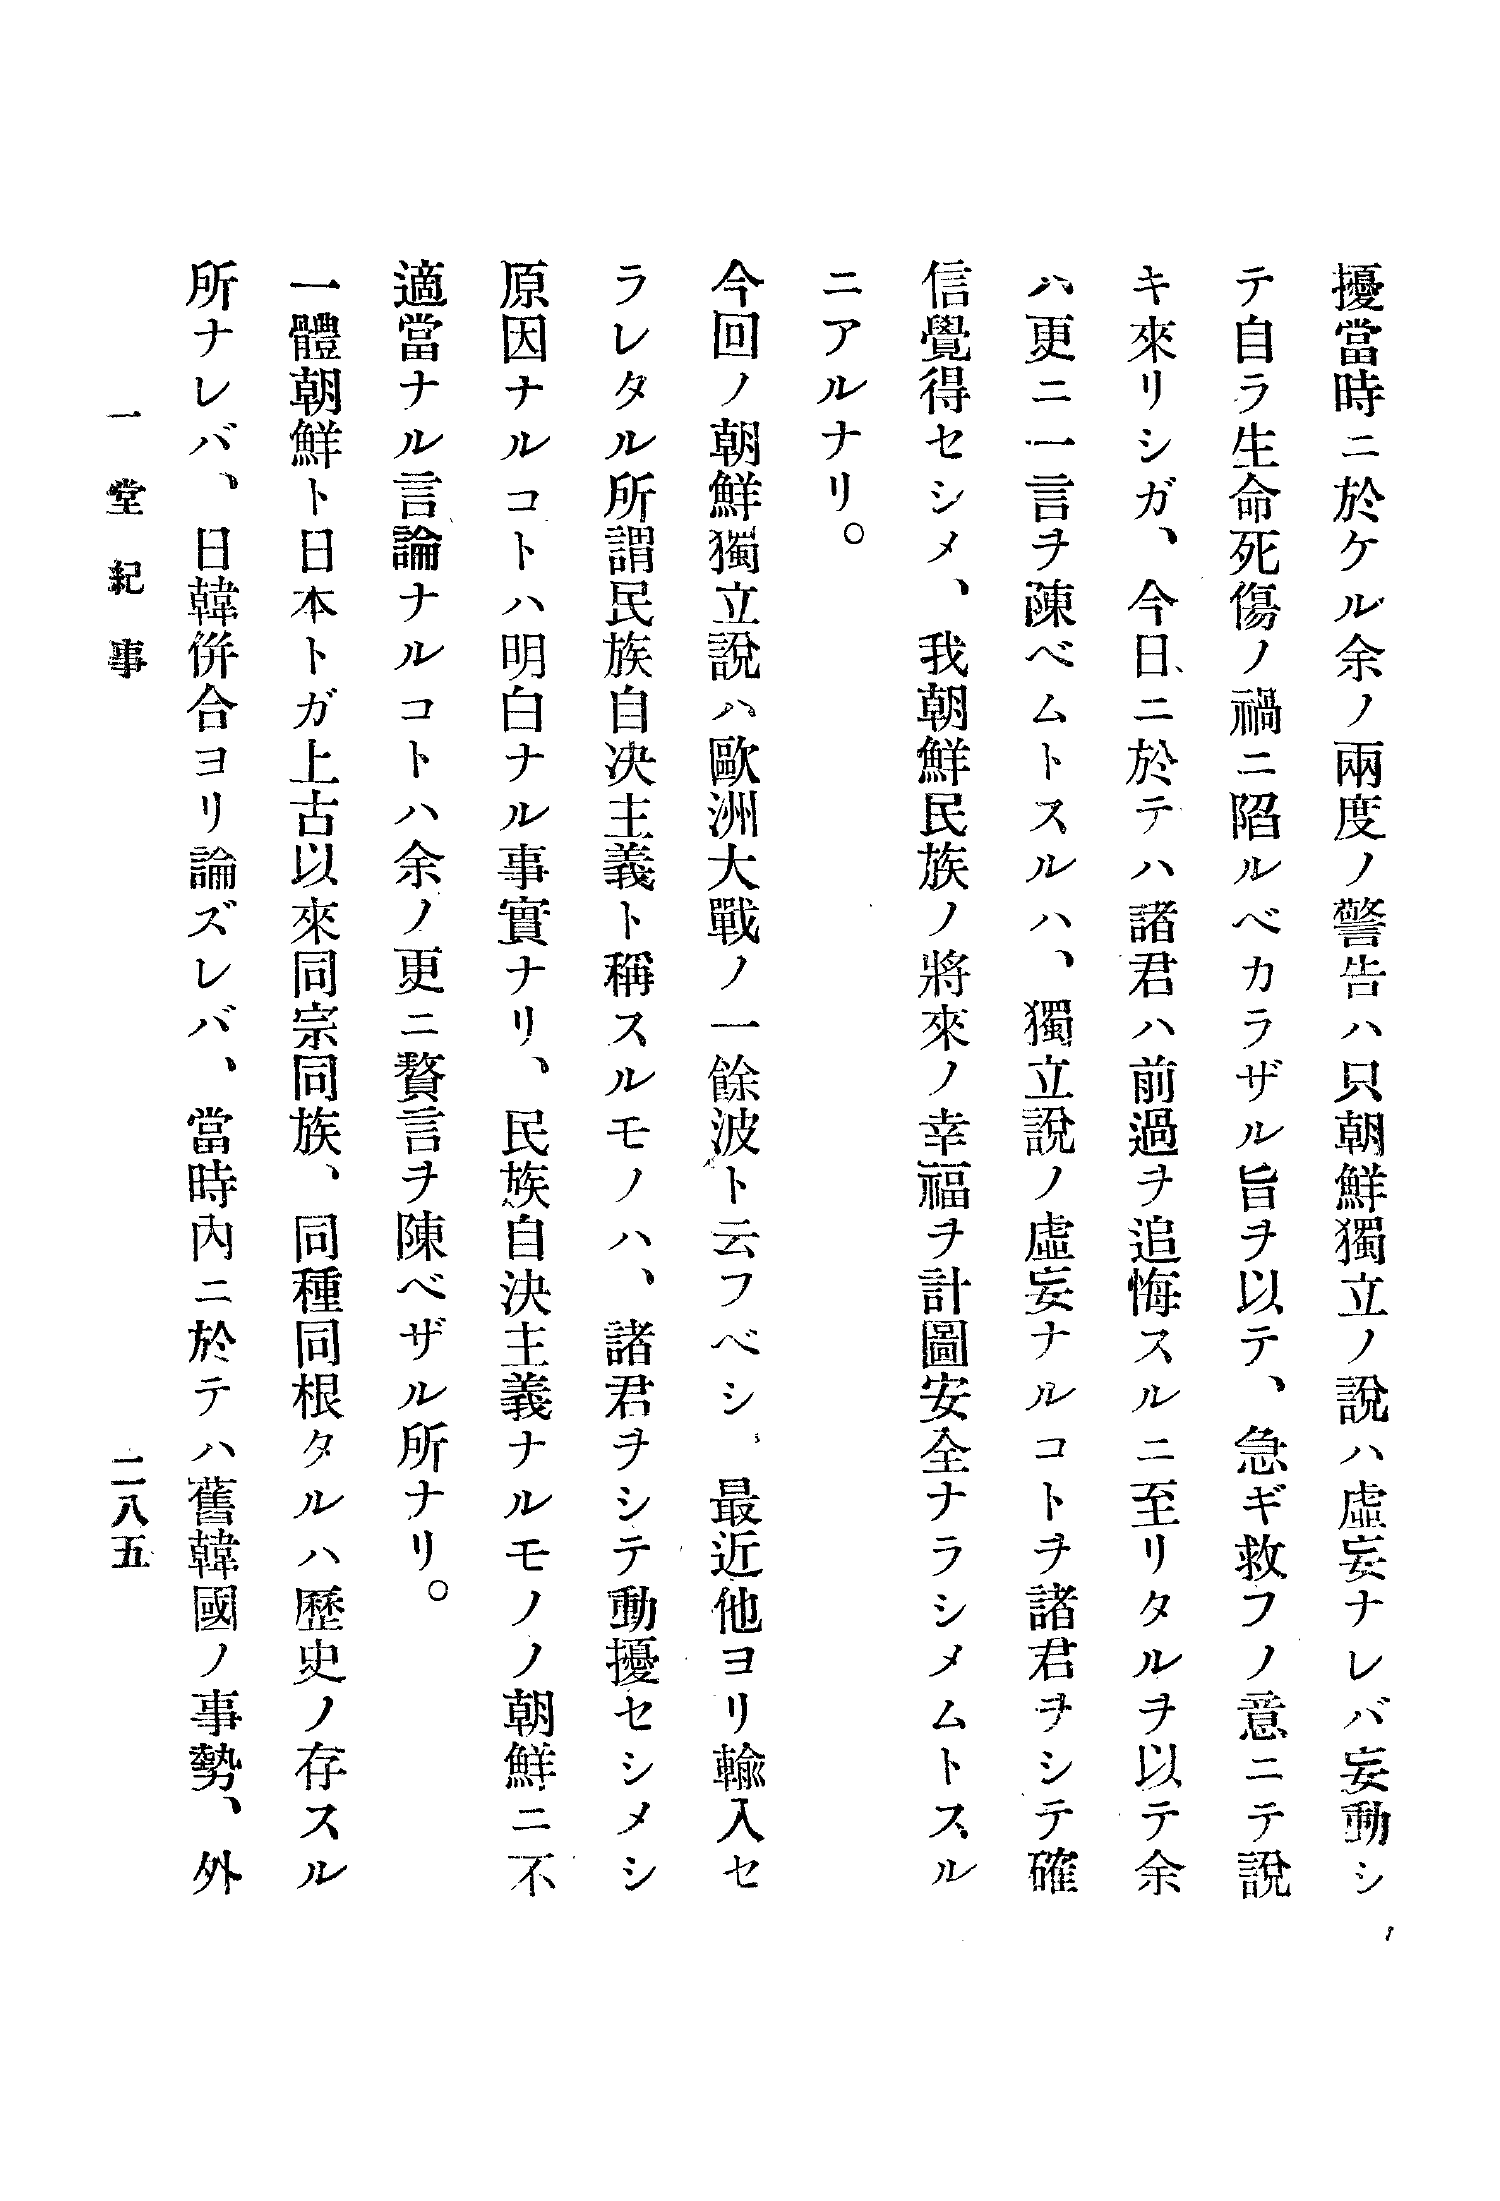 擾當時ニ於ケル余ノ兩度ノ警告ハ只朝鮮獨立ノ說ハ虛妄ナレバ妄動シ
テ自ラ生命死傷ノ禍ニ陷ルベカラザル旨ヲ以テ、急ギ救フノ意ニテ說
キ來リシガ、今日ニ於テハ諸君ハ前過ヲ追悔スルニ至リタルヲ以テ余
ハ更ニ一言ヲ陳ベムトスルハ、獨立說ノ虛妄ナルコトヲ諸君ヲシテ確
信覺得セシメ、我朝鮮民族ノ將來ノ幸福ヲ計圖安全ナラシメムトスル
ニアルナリ。
今回ノ朝鮮獨立說ハ歐洲大戰ノ一餘波ト云フベシ、最近他ヨリ輸入セ
ラレタル所謂民族自决主義ト稱スルモノハ、諸君ヲシテ動擾セシメシ
原因ナルコトハ明白ナル事實ナリ、民族自決主義ナルモノノ朝鮮ニ不
適當ナル言論ナルコトハ余ノ更ニ贅言ヲ陳ベザル所ナリ。
一體朝鮮ト日本トガ上古以來同宗同族、同種同根タルハ歷史ノ存スル
所ナレバ、日韓併合ヨリ論ズレバ、當時內ニ於テハ舊韓國ノ事勢、外
一堂紀事
二八五